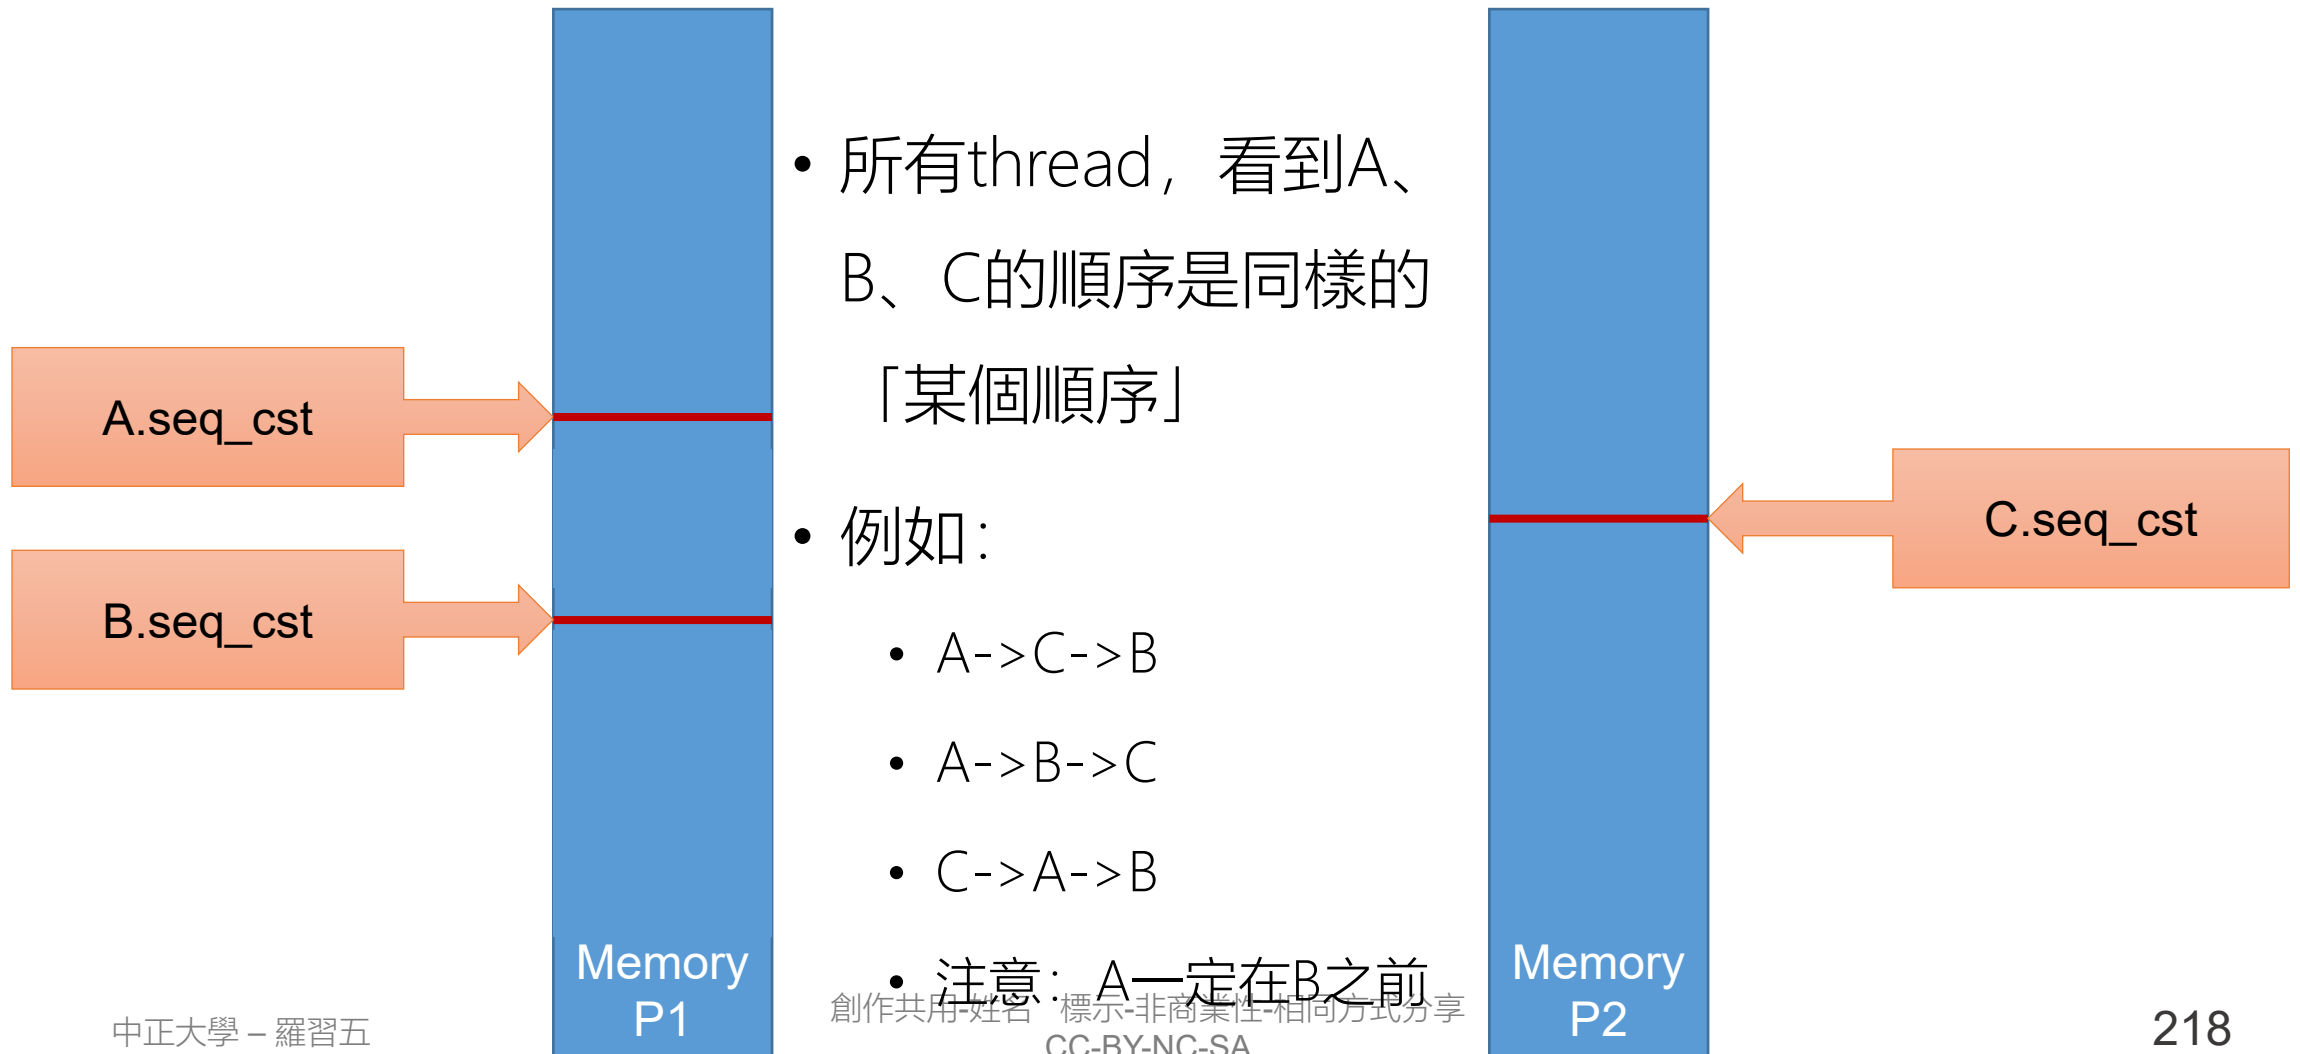 • 所有thread，看到A、
B、C的順序是同樣的
「某個順序」
A.seq_cst
B.seq_cst
C.seq_cst
• 例如：
• A->C->B
• A->B->C
• C->A->B
• 注意：A一定在B之前
Memory
P1
Memory
P2
中正大學 – 羅習五
創作共用-姓名 標示-非商業性-相同方式分享
CC-BY-NC-SA
218